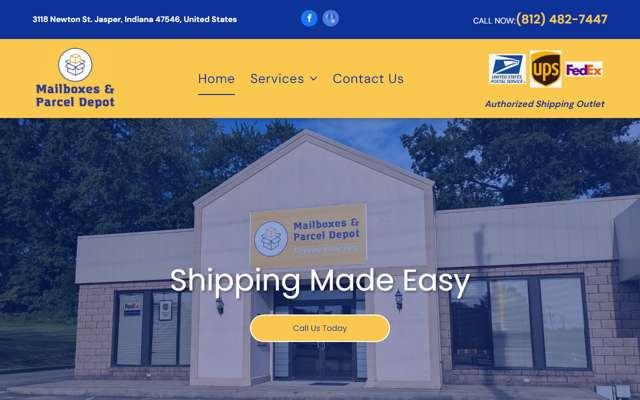 3118 Newton St. Jasper, Indiana 47546, United States
CALL NOW:(812) 482-7447
Mailboxes &
Parcel Depot
Home
Services
Contact Us
UNITED STATES
POSTAL SERVICE
ups
FedEx
Authorized Shipping Outlet
Mailboxes &
Parcel Depot
Shipping Made Easy
Call Us Today
FedEx